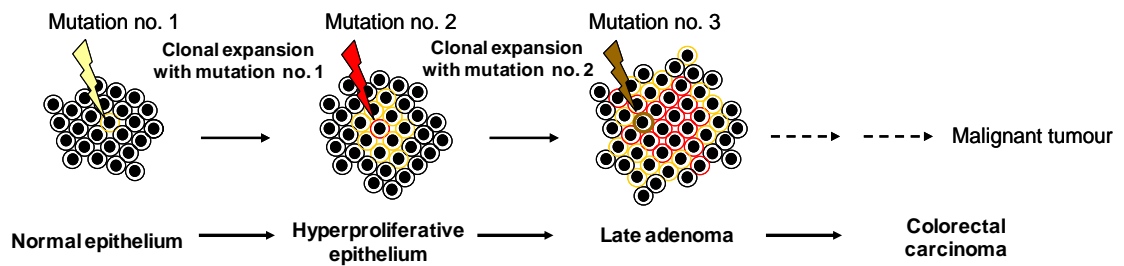 Mutation no. 1
Mutation no. 2
Mutation no. 3
Clonal expansion
with mutation no. 1
Clonal expansion
with mutation no. 2
Malignant tumour
Normal epithelium
Hyperproliferative
epithelium
Late adenoma
Colorectal
carcinoma